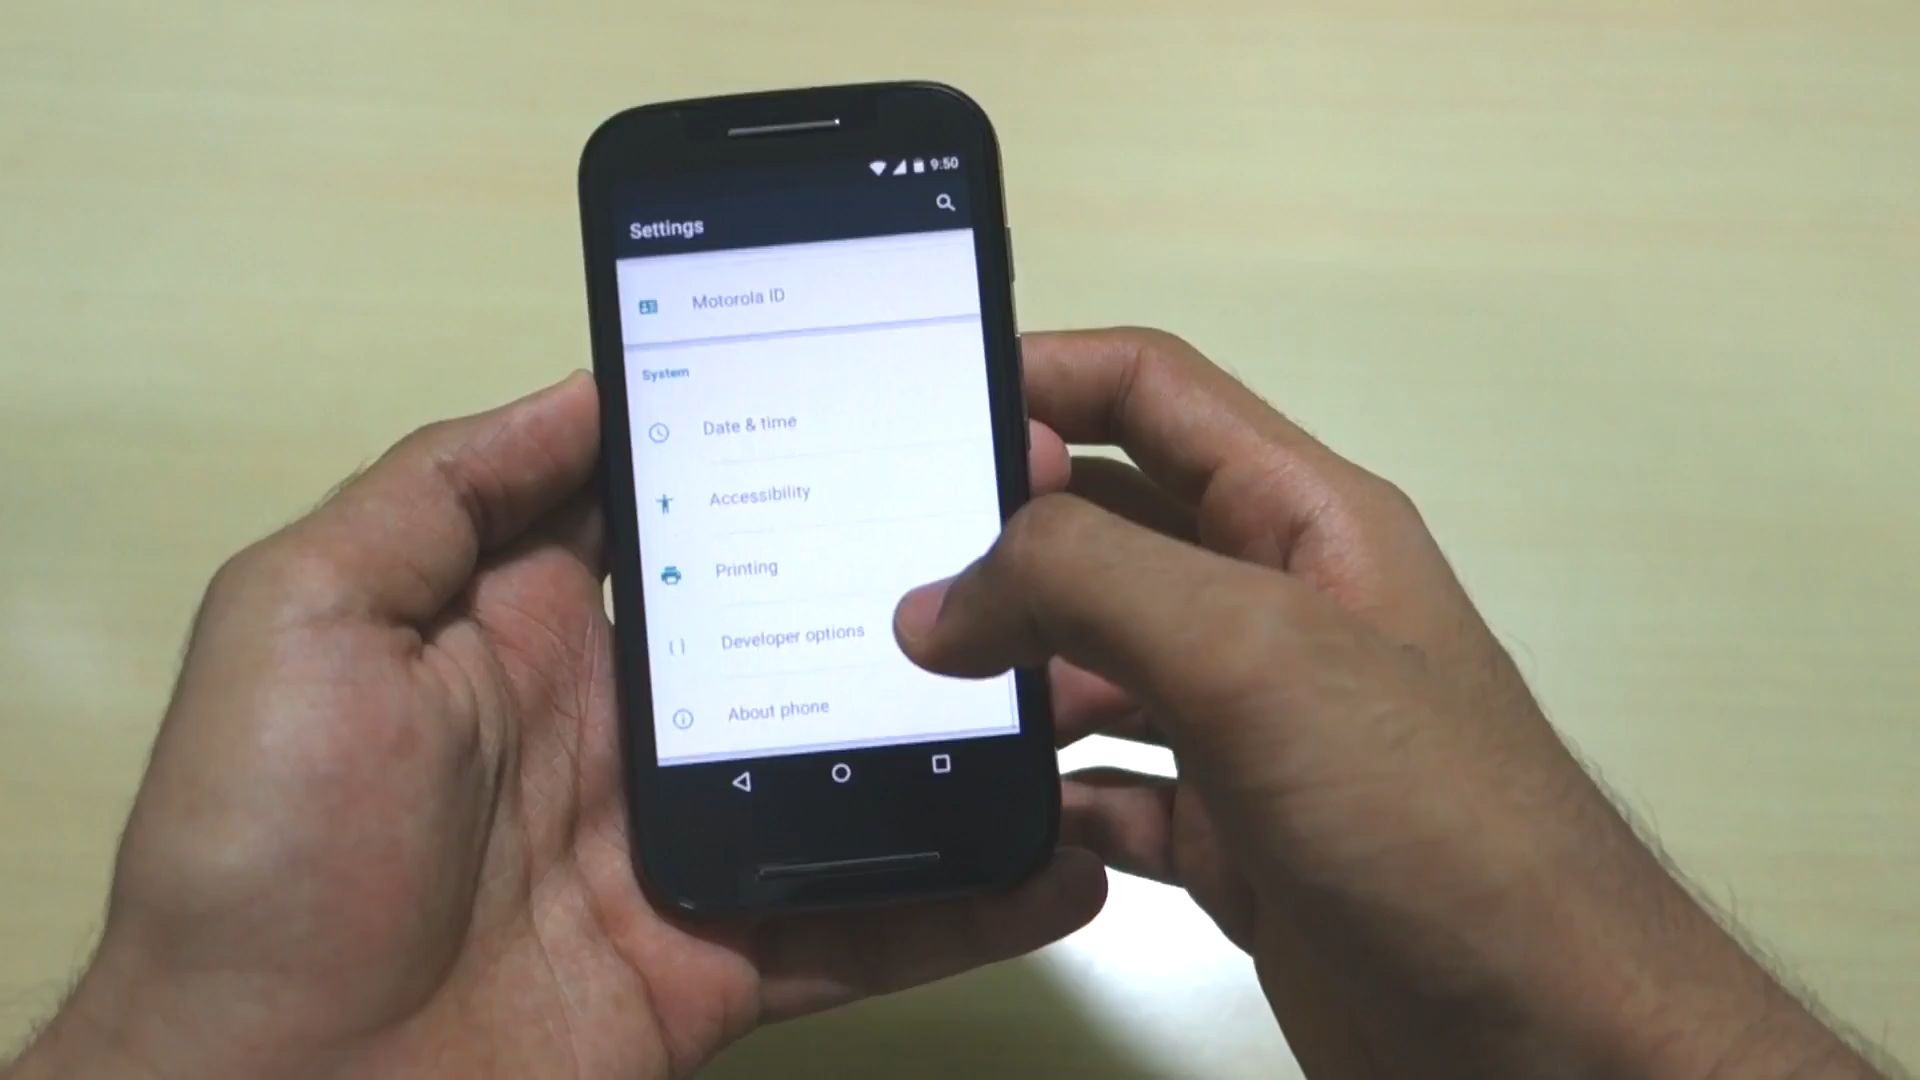 9:50
Settings
Motorola ID
System
Date & time
Accessibility
Printing
Developer options
About phone